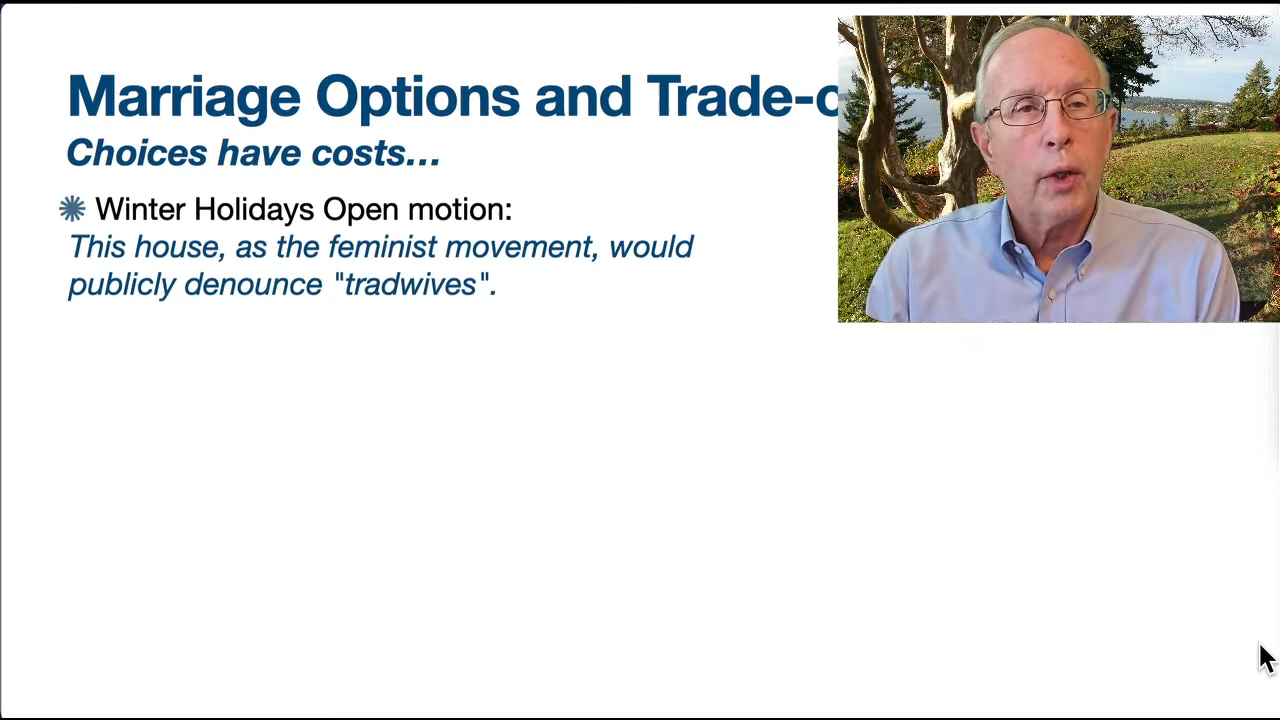 Marriage Options and Trade-
Choices have costs...
Winter Holidays Open motion:
This house, as the feminist movement, would
publicly denounce "tradwives".